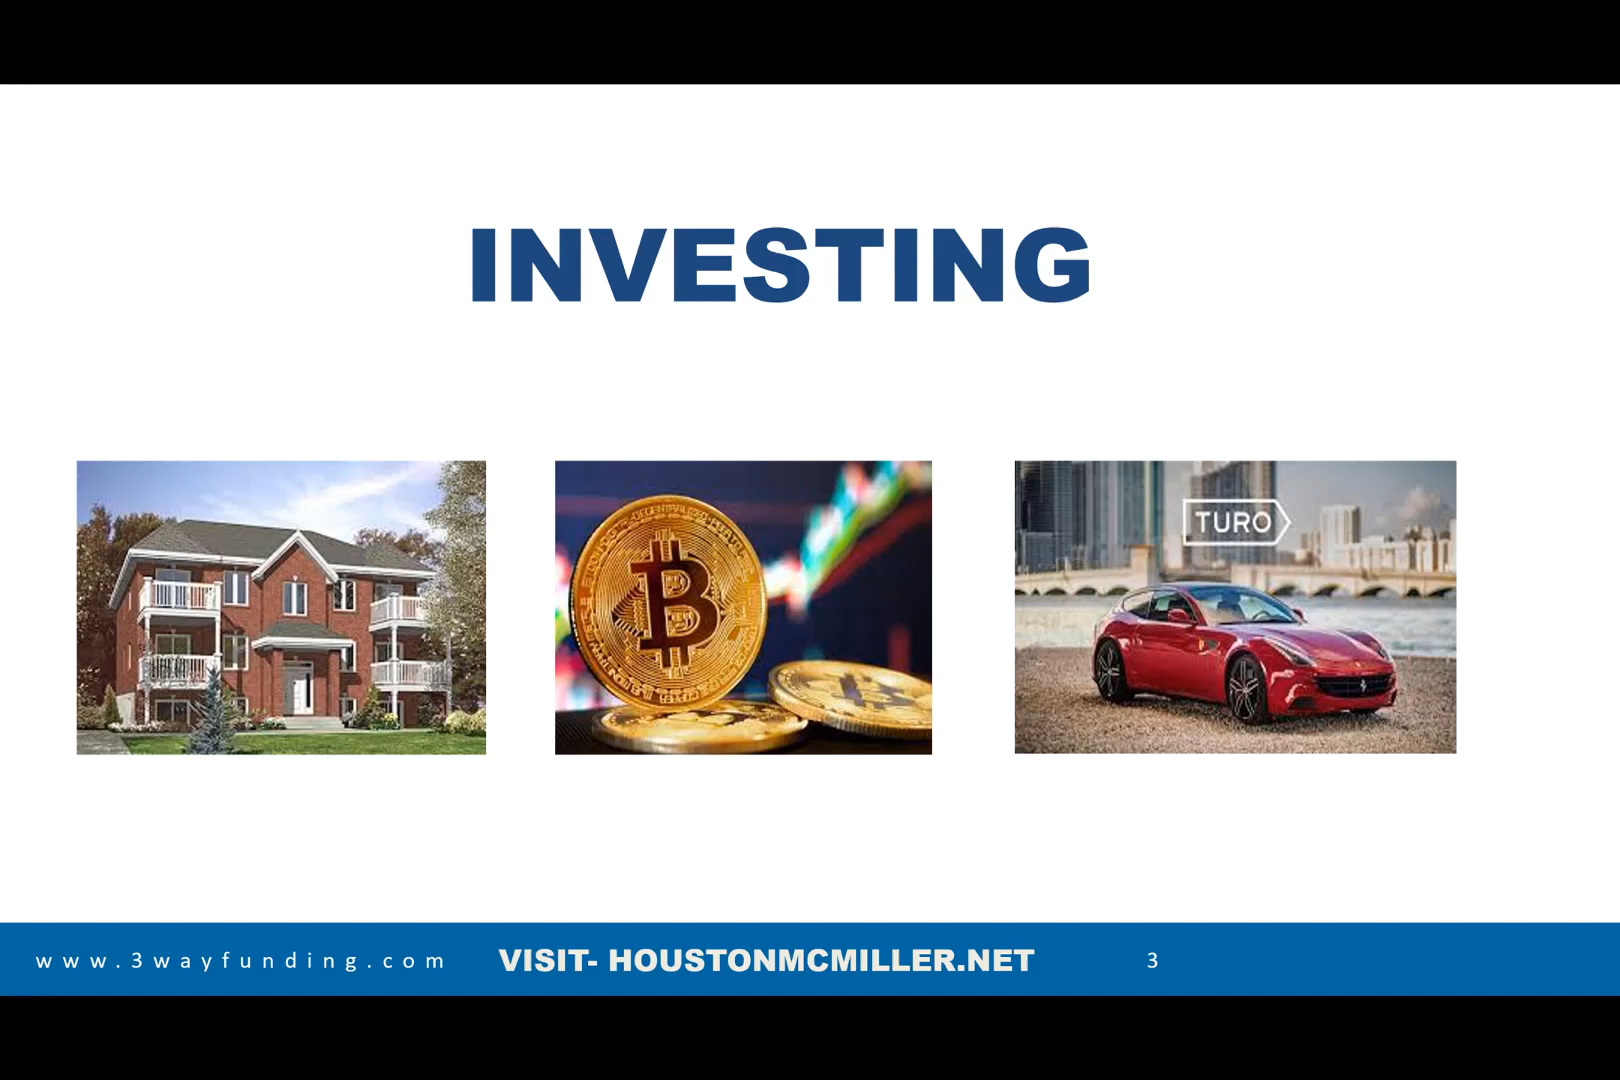 INVESTING
TURO
www.3wayfunding.com
VISIT- HOUSTONMCMILLER.NET
3